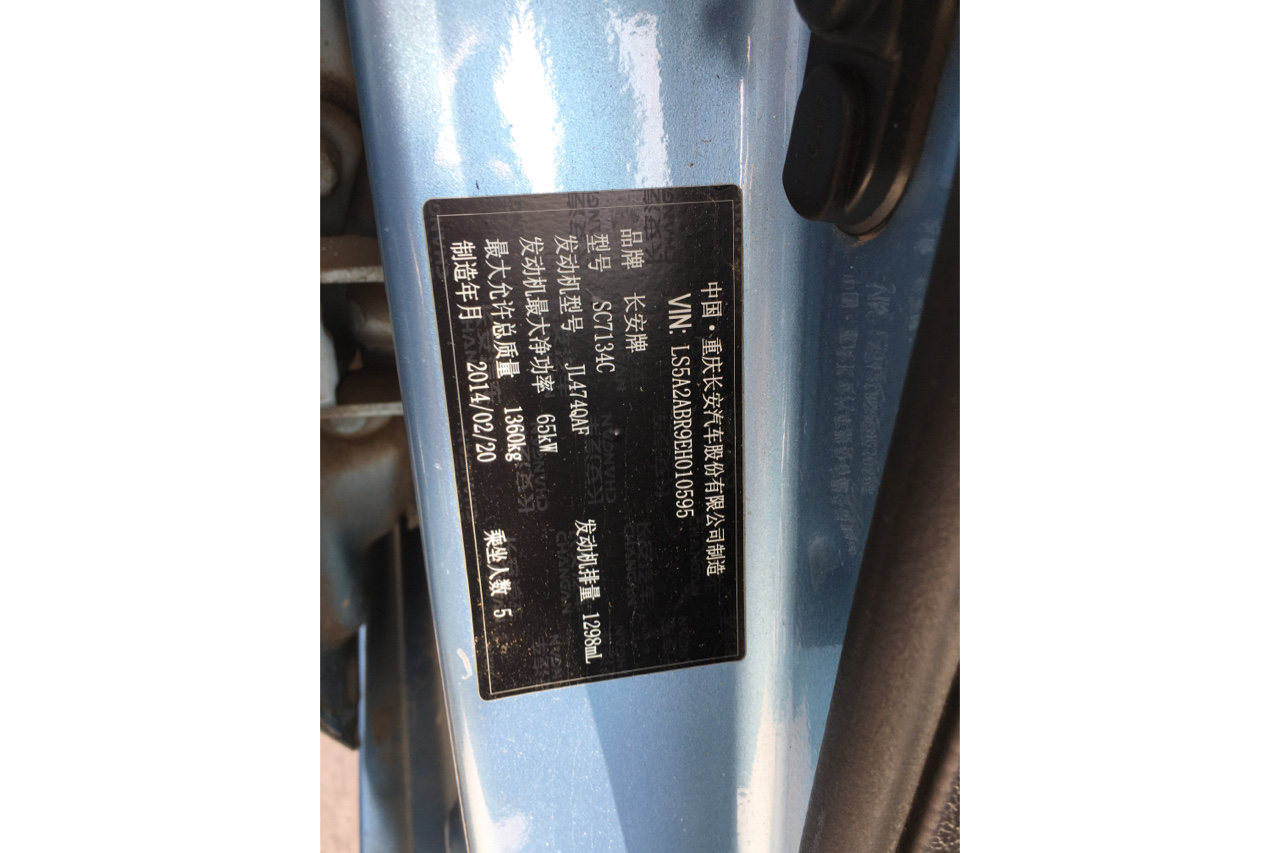 中国·重庆长安汽车股份有限公司制造
VIN: LS5A2ABR9EH010595
品牌 长安牌
型号 SC7134C
发动机型号 JL474QAF 发动机排量 1298mL
发动机最大净功率 65kW
最大允许总质量 1360kg 乘坐人数 5
制造年月 2014/02/20